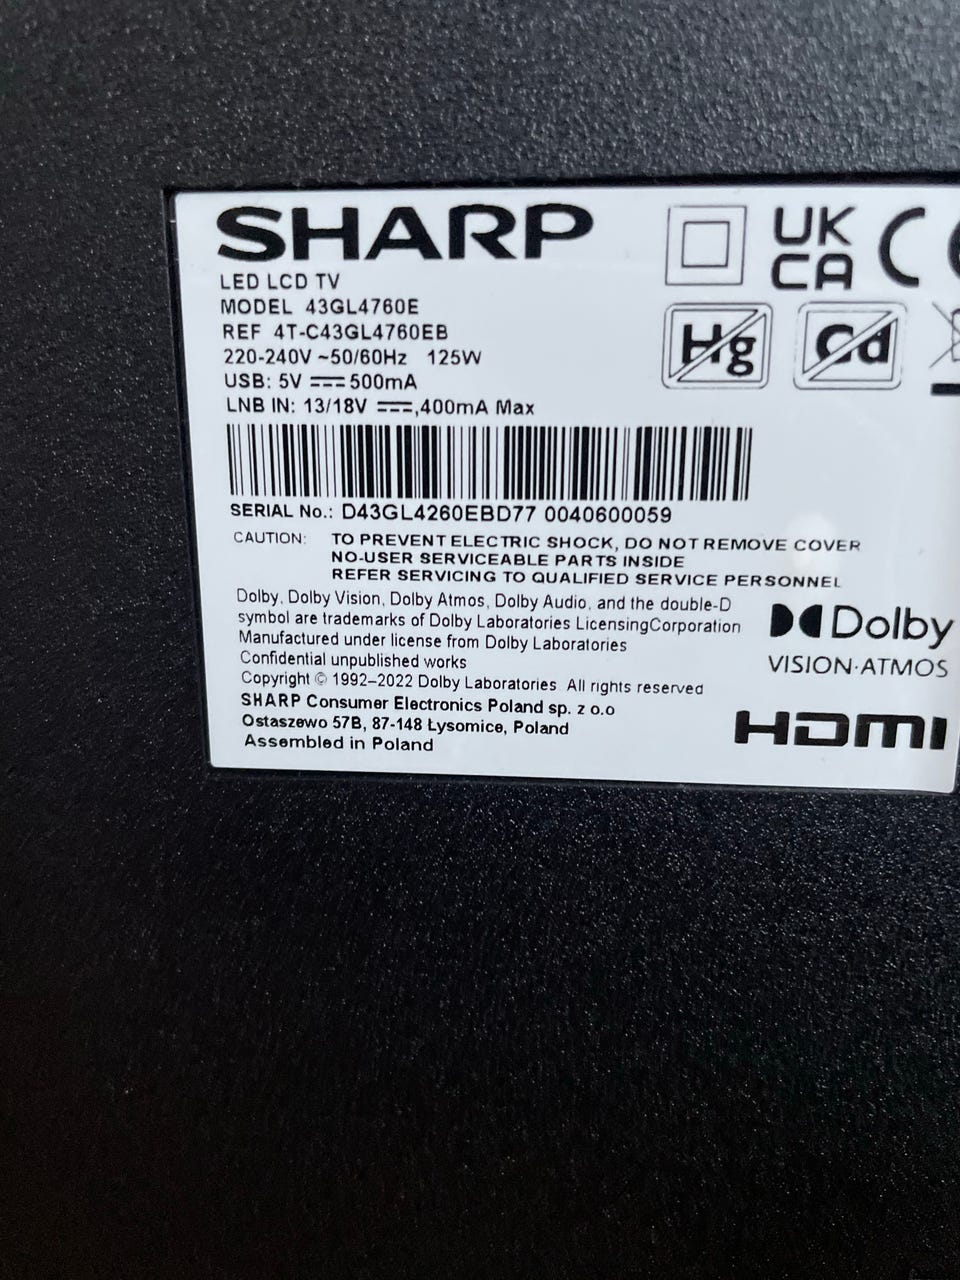 SHARP
LED LCD TV
MODEL 43GL4760E
REF 4T-C43GL4760EB
220-240V ~50/60Hz 125W
USB: 5V ⎓ 500mA
LNB IN: 13/18V ⎓,400mA Max
UK
CA
CE
Hg
Cd
SERIAL No.: D43GL4260EBD77 0040600059
CAUTION: TO PREVENT ELECTRIC SHOCK, DO NOT REMOVE COVER
NO-USER SERVICEABLE PARTS INSIDE
REFER SERVICING TO QUALIFIED SERVICE PERSONNEL
Dolby, Dolby Vision, Dolby Atmos, Dolby Audio, and the double-D
symbol are trademarks of Dolby Laboratories LicensingCorporation
Manufactured under license from Dolby Laboratories
Confidential unpublished works
Copyright © 1992–2022 Dolby Laboratories. All rights reserved
SHARP Consumer Electronics Poland sp. z o.o
Ostaszewo 57B, 87-148 Łysomice, Poland
Assembled in Poland
Dolby
VISION·ATMOS
HDMI